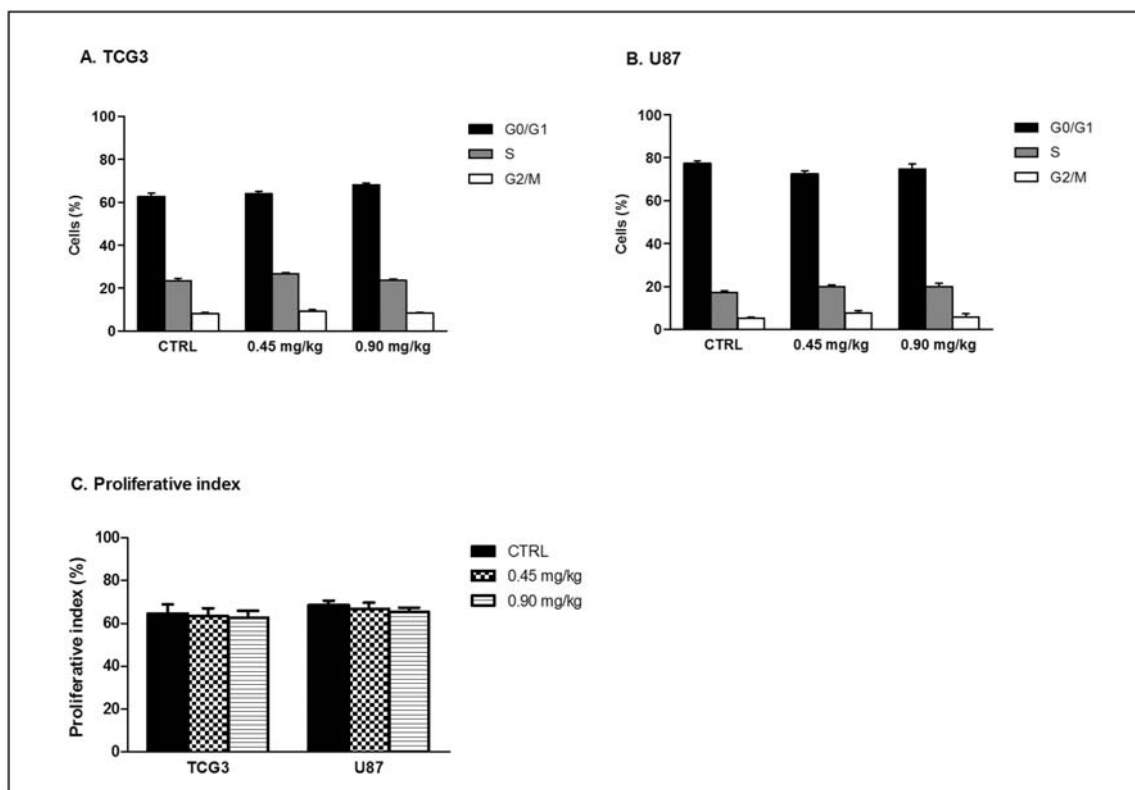 A. TCG3
Cells (%)
100
80
60
40
20
0
CTRL 0.45 mg/kg 0.90 mg/kg
G0/G1
S
G2/M
B. U87
Cells (%)
100
80
60
40
20
0
CTRL 0.45 mg/kg 0.90 mg/kg
G0/G1
S
G2/M
C. Proliferative index
Proliferative index (%)
100
80
60
40
20
0
TCG3 U87
CTRL
0.45 mg/kg
0.90 mg/kg